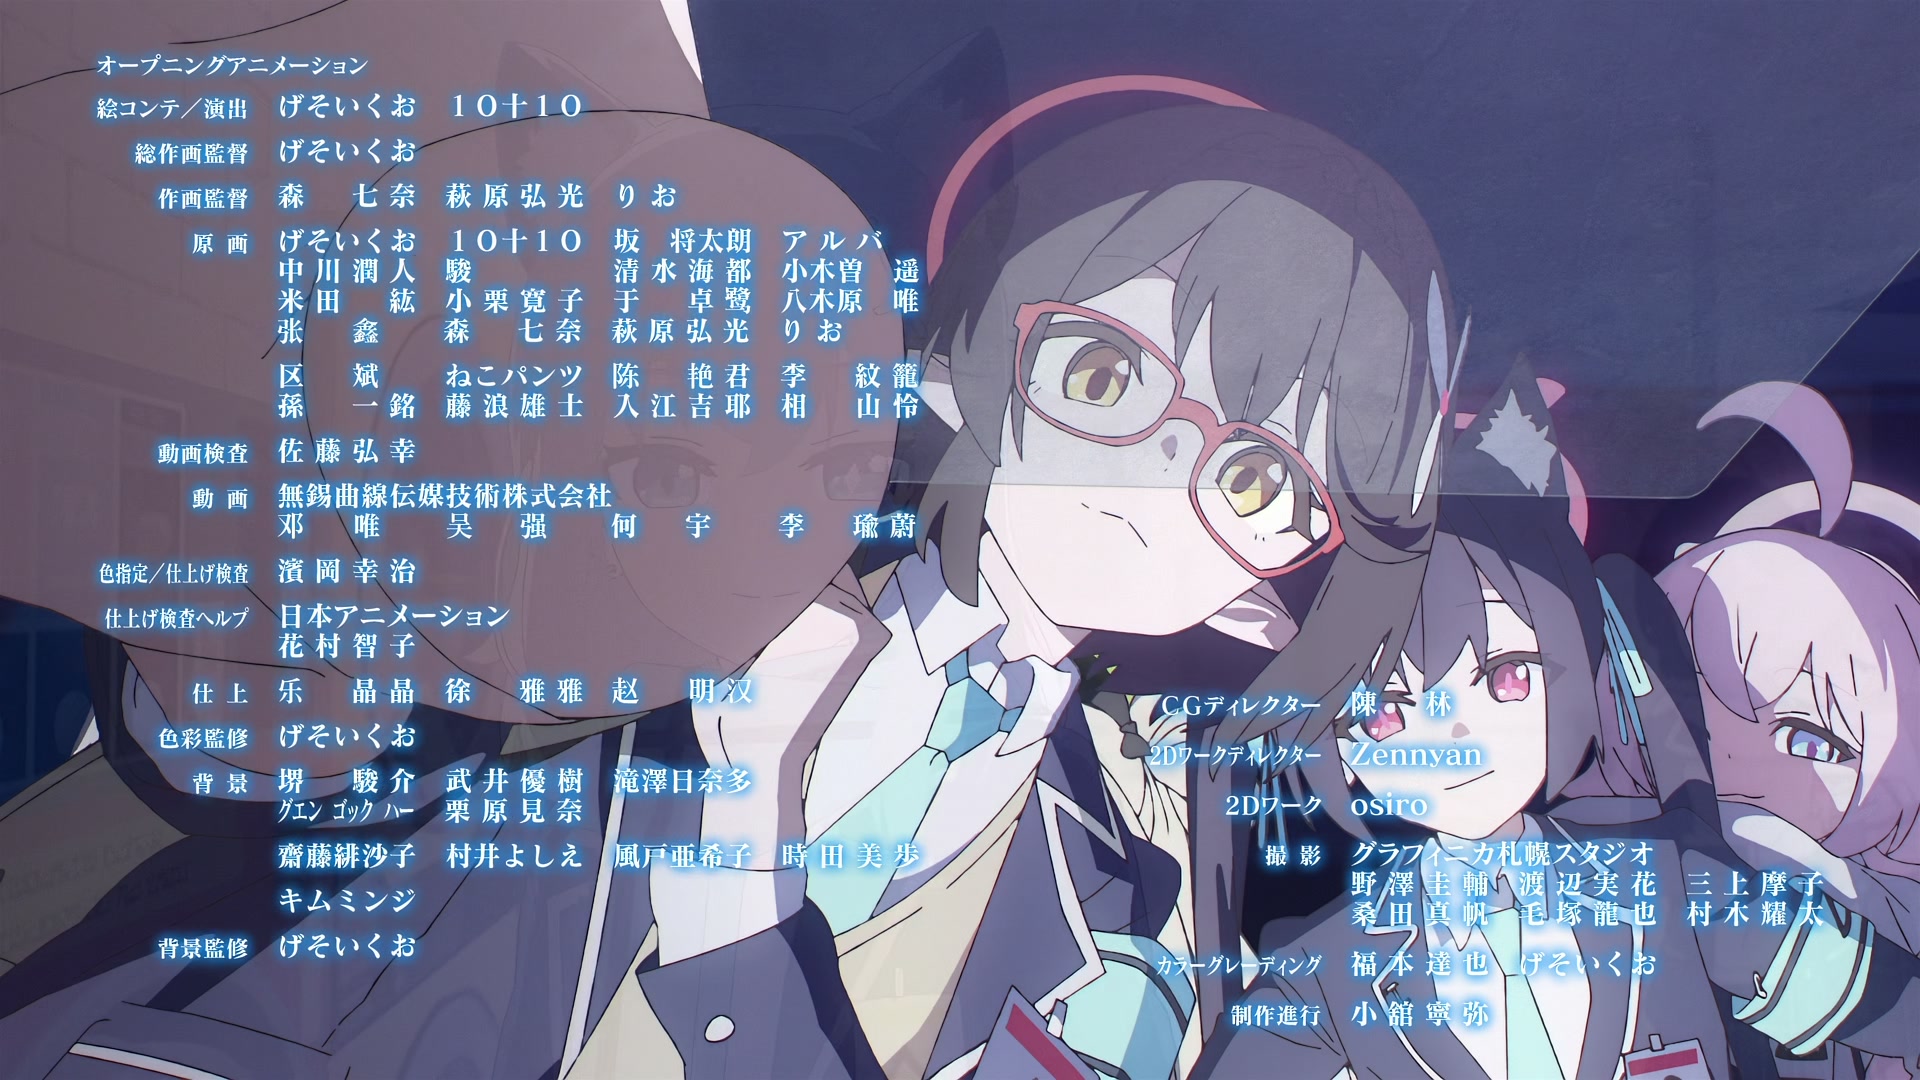 オープニングアニメーション
絵コンテ／演出 げそいくお 10十10
総作画監督 げそいくお
作画監督 森 七奈 萩原弘光 りお
原画 げそいくお 10十10 坂 将太朗 アルバ
中川潤人 駿 清水海都 小木曽 遥
米田 紘 小栗寛子 于 卓鹭 八木原 唯
张 鑫 森 七奈 萩原弘光 りお
区 斌 ねこパンツ 陈 艳君 李 紋籠
孫 一銘 藤浪雄士 入江吉耶 相 山怜
動画検査 佐藤弘幸
動画 無錫曲線伝媒技術株式会社
邓 唯 吴 强 何 宇 李 瑜蔚
色指定／仕上げ検査 濱岡幸治
仕上げ検査ヘルプ 日本アニメーション
花村智子
仕上 乐 晶晶 徐 雅雅 赵 明汉
色彩監修 げそいくお
背景 堺 駿介 武井優樹 滝澤日奈多
グエン ゴック ハー 栗原見奈
齋藤緋沙子 村井よしえ 風戸亜希子 時田美歩
キムミンジ
背景監修 げそいくお
CGディレクター 陳 林
2Dワークディレクター Zennyan
2Dワーク osiro
撮影 グラフィニカ札幌スタジオ
野澤圭輔 渡辺実花 三上摩子
桑田真帆 毛塚龍也 村木耀太
カラーグレーディング 福本達也 げそいくお
制作進行 小舘寧弥